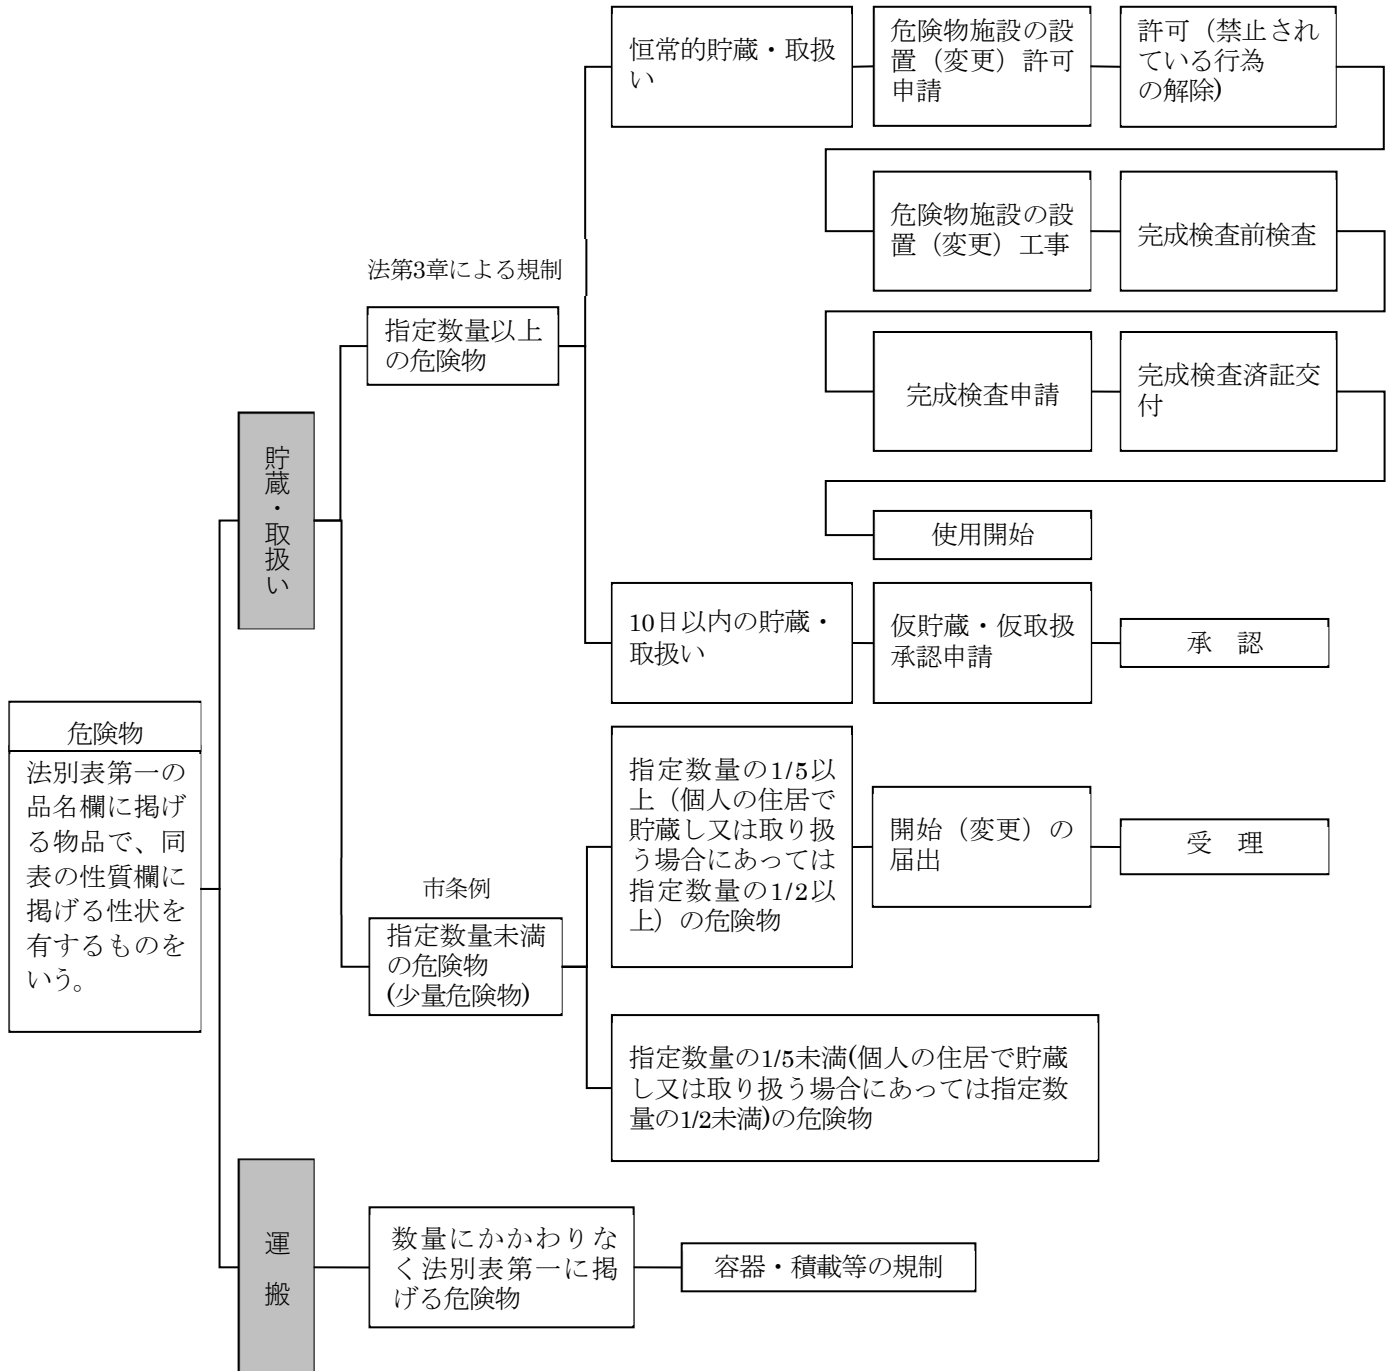 危険物
法別表第一の
品名欄に掲げ
る物品で、同
表の性質欄に
掲げる性状を
有するものを
いう。
貯蔵・取扱い
法第3章による規制
指定数量以上
の危険物
恒常的貯蔵・取扱
い
危険物施設の設
置（変更）許可
申請
許可（禁止され
ている行為
の解除)
危険物施設の設
置（変更）工事
完成検査前検査
完成検査申請
完成検査済証交
付
使用開始
10日以内の貯蔵・
取扱い
仮貯蔵・仮取扱
承認申請
承　認
市条例
指定数量未満
の危険物
(少量危険物)
指定数量の1/5以
上（個人の住居で
貯蔵し又は取り扱
う場合にあっては
指定数量の1/2以
上）の危険物
開始（変更）の
届出
受　理
指定数量の1/5未満(個人の住居で貯蔵
し又は取り扱う場合にあっては指定数
量の1/2未満)の危険物
運搬
数量にかかわりな
く法別表第一に掲
げる危険物
容器・積載等の規制